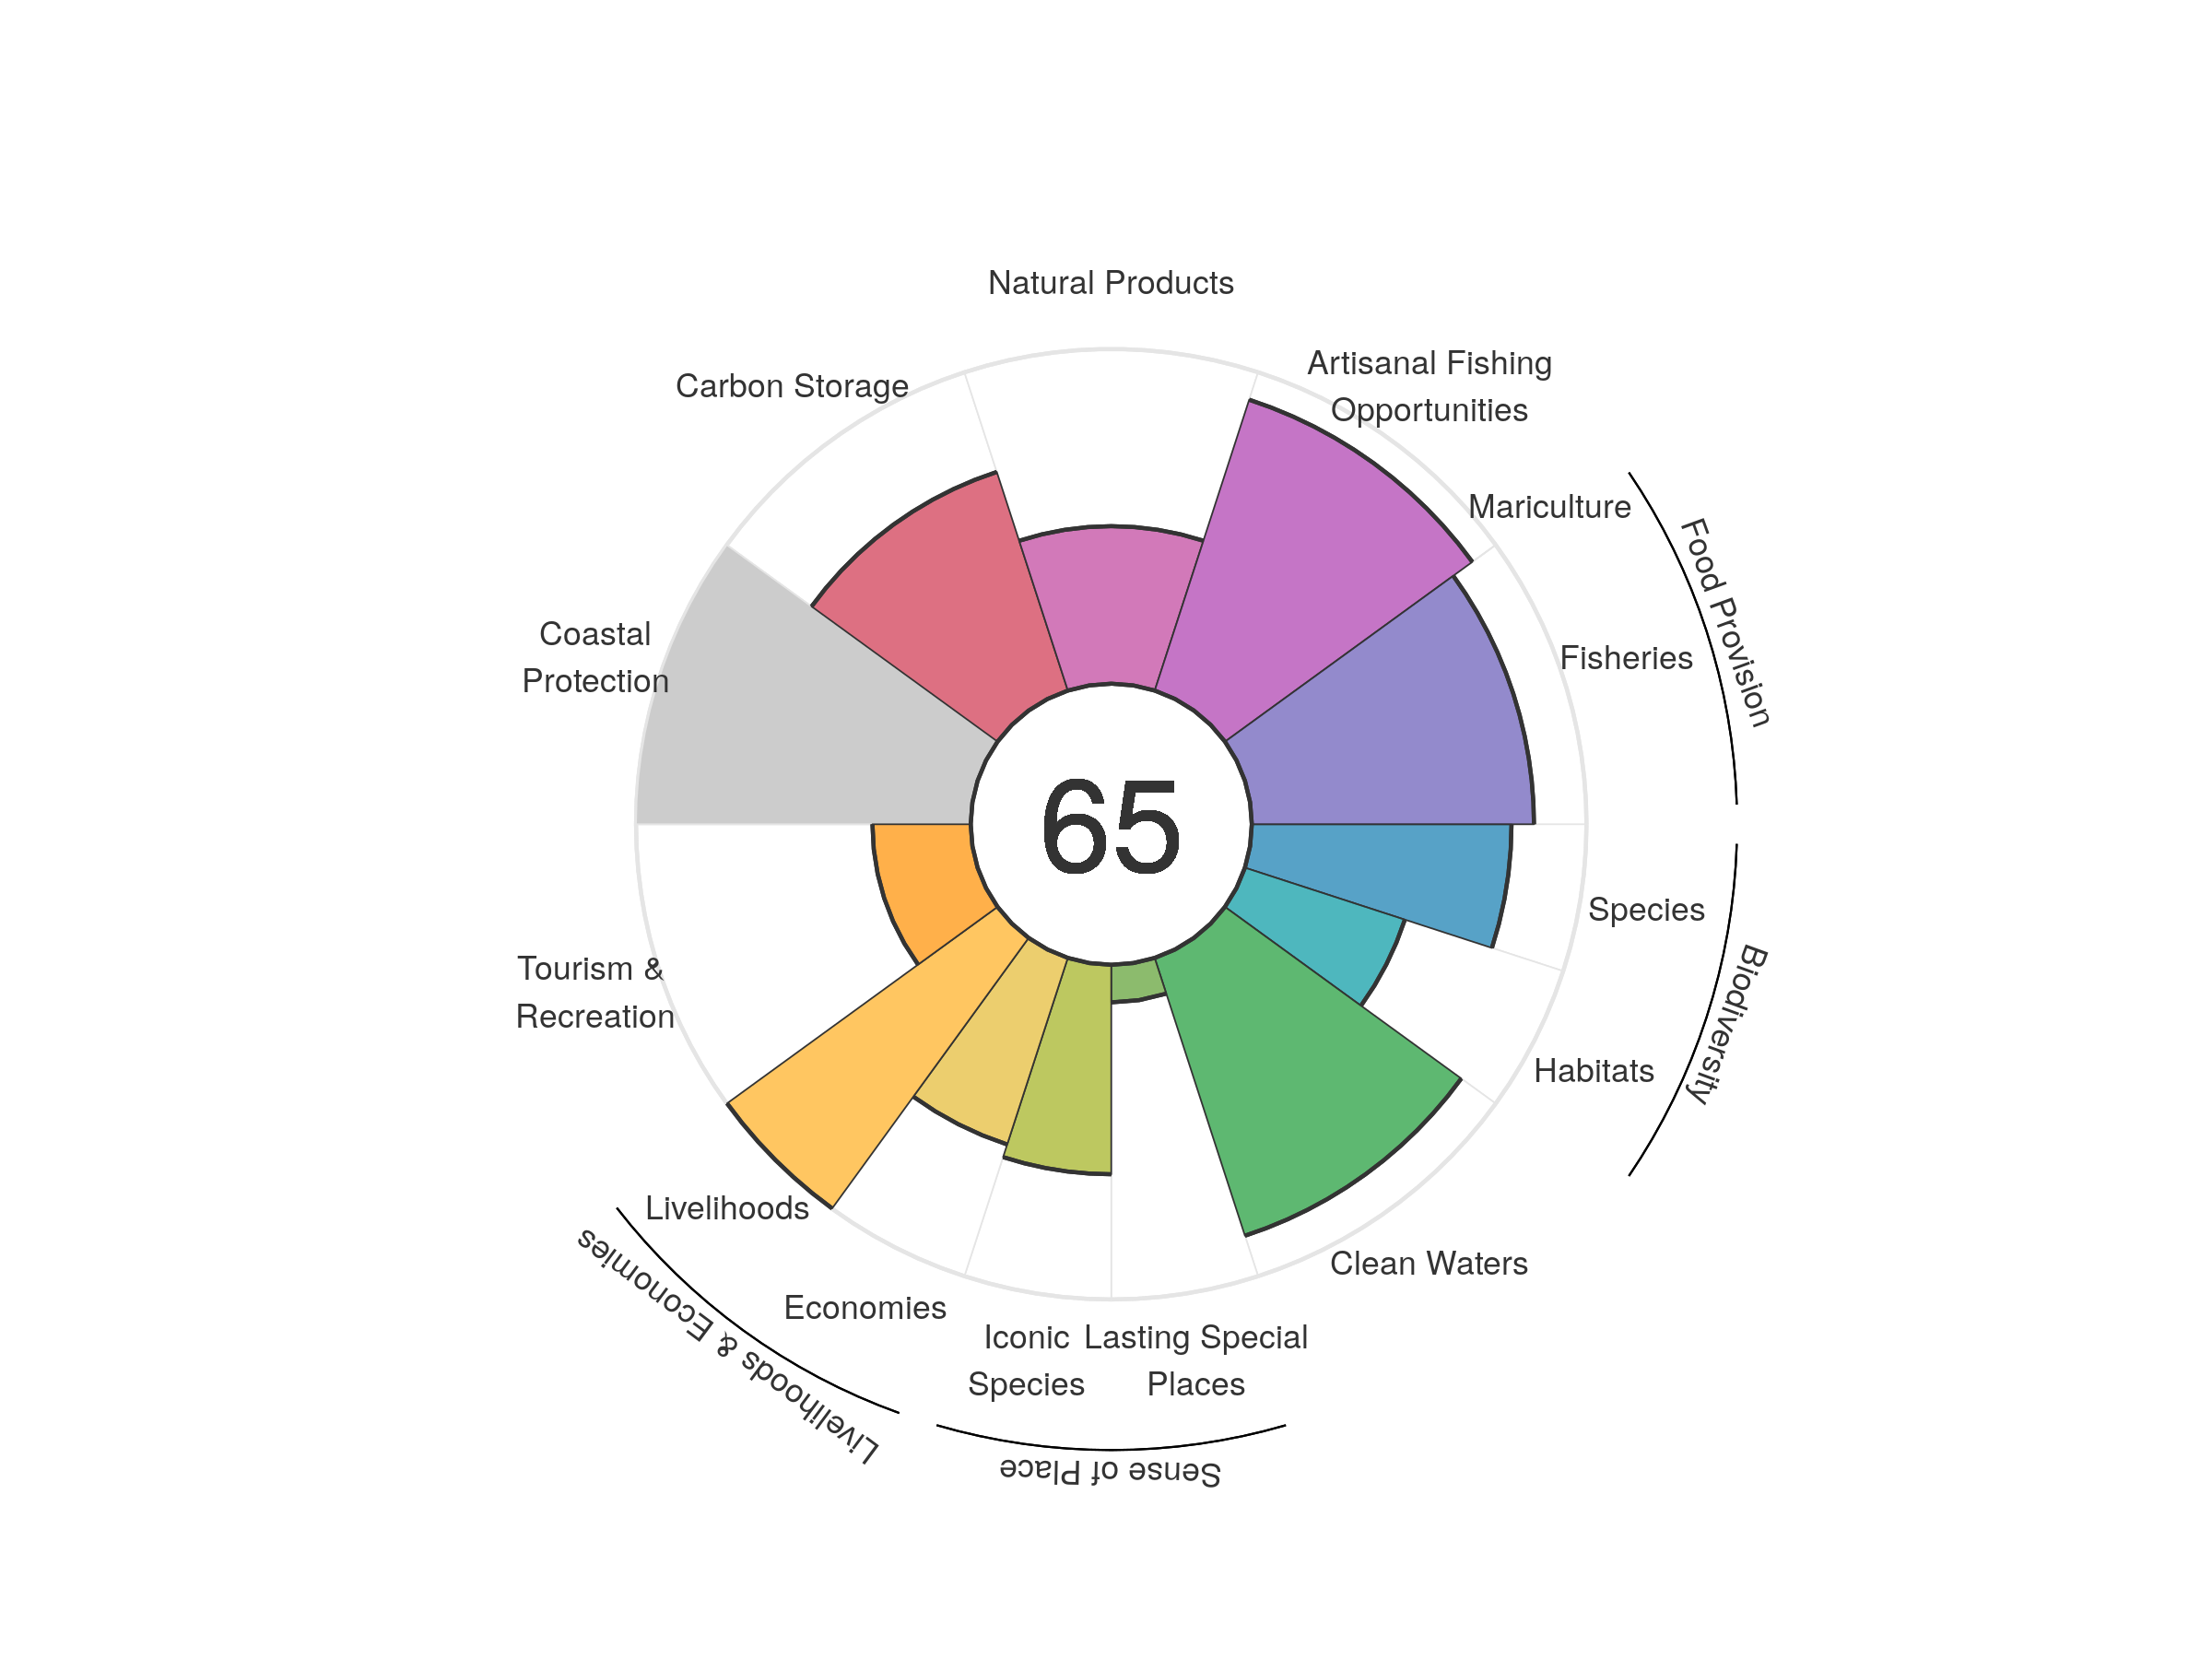 Natural Products
Artisanal Fishing
Opportunities
Carbon Storage
Mariculture
Food Provision
Coastal
Protection
Fisheries
65
Species
Biodiversity
Tourism &
Recreation
Habitats
Livelihoods
Clean Waters
Livelihoods & Economies
Economies
Iconic
Species
Lasting Special
Places
Sense of Place